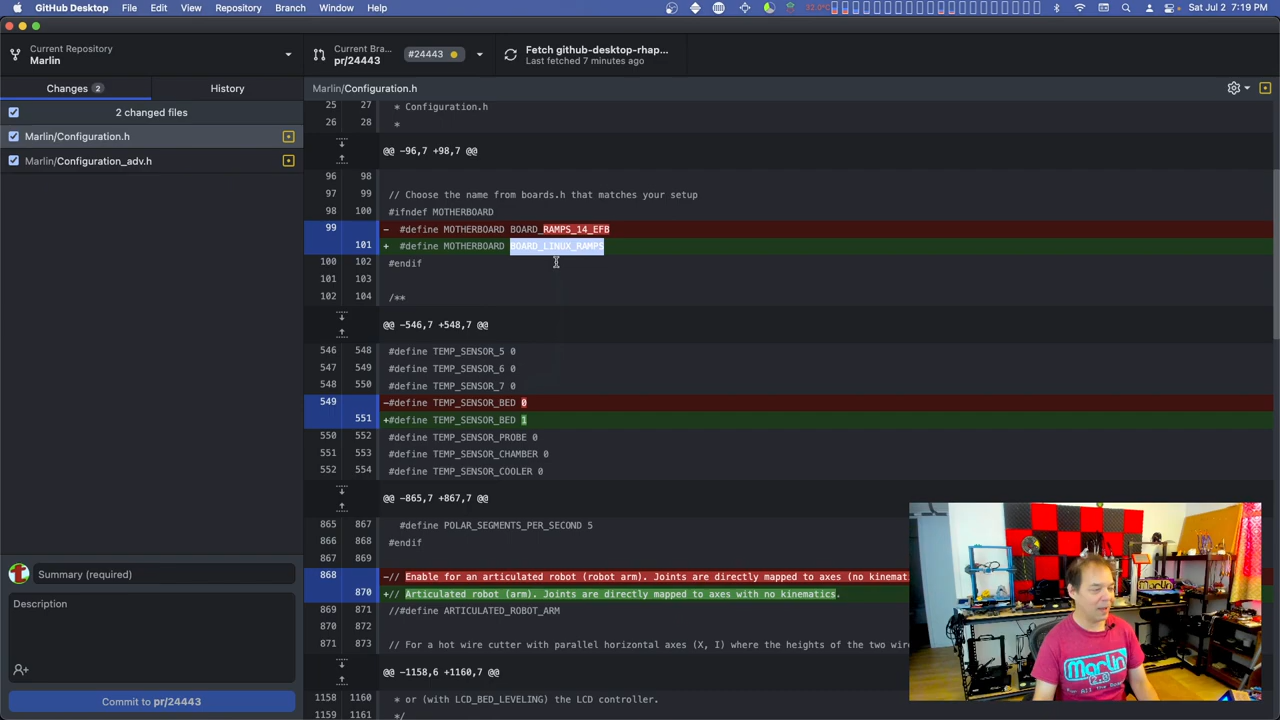 GitHub Desktop File Edit View Repository Branch Window Help 32.0°C Sat Jul 2 7:19 PM
Current Repository
Marlin
Current Bra...
pr/24443
#24443
Fetch github-desktop-rhap...
Last fetched 7 minutes ago
Changes 2 History
2 changed files
Marlin/Configuration.h
Marlin/Configuration_adv.h
Marlin/Configuration.h
25 27 * Configuration.h
26 28 *
@@ -96,7 +98,7 @@
96 98
97 99 // Choose the name from boards.h that matches your setup
98 100 #ifndef MOTHERBOARD
99 - #define MOTHERBOARD BOARD_RAMPS_14_EFB
101 + #define MOTHERBOARD BOARD_LINUX_RAMPS
100 102 #endif
101 103
102 104 /**
@@ -546,7 +548,7 @@
546 548 #define TEMP_SENSOR_5 0
547 549 #define TEMP_SENSOR_6 0
548 550 #define TEMP_SENSOR_7 0
549 -#define TEMP_SENSOR_BED 0
551 +#define TEMP_SENSOR_BED 1
550 552 #define TEMP_SENSOR_PROBE 0
551 553 #define TEMP_SENSOR_CHAMBER 0
552 554 #define TEMP_SENSOR_COOLER 0
@@ -865,7 +867,7 @@
865 867 #define POLAR_SEGMENTS_PER_SECOND 5
866 868 #endif
867 869
868 -// Enable for an articulated robot (robot arm). Joints are directly mapped to axes (no kinemati
870 +// Articulated robot (arm). Joints are directly mapped to axes with no kinematics.
869 871 //#define ARTICULATED_ROBOT_ARM
870 872
871 873 // For a hot wire cutter with parallel horizontal axes (X, I) where the heights of the two wire
@@ -1158,6 +1160,7 @@
1158 1160 * or (with LCD_BED_LEVELING) the LCD controller.
1159 1161 */
Summary (required)
Description
Commit to pr/24443
Marlin
2.0